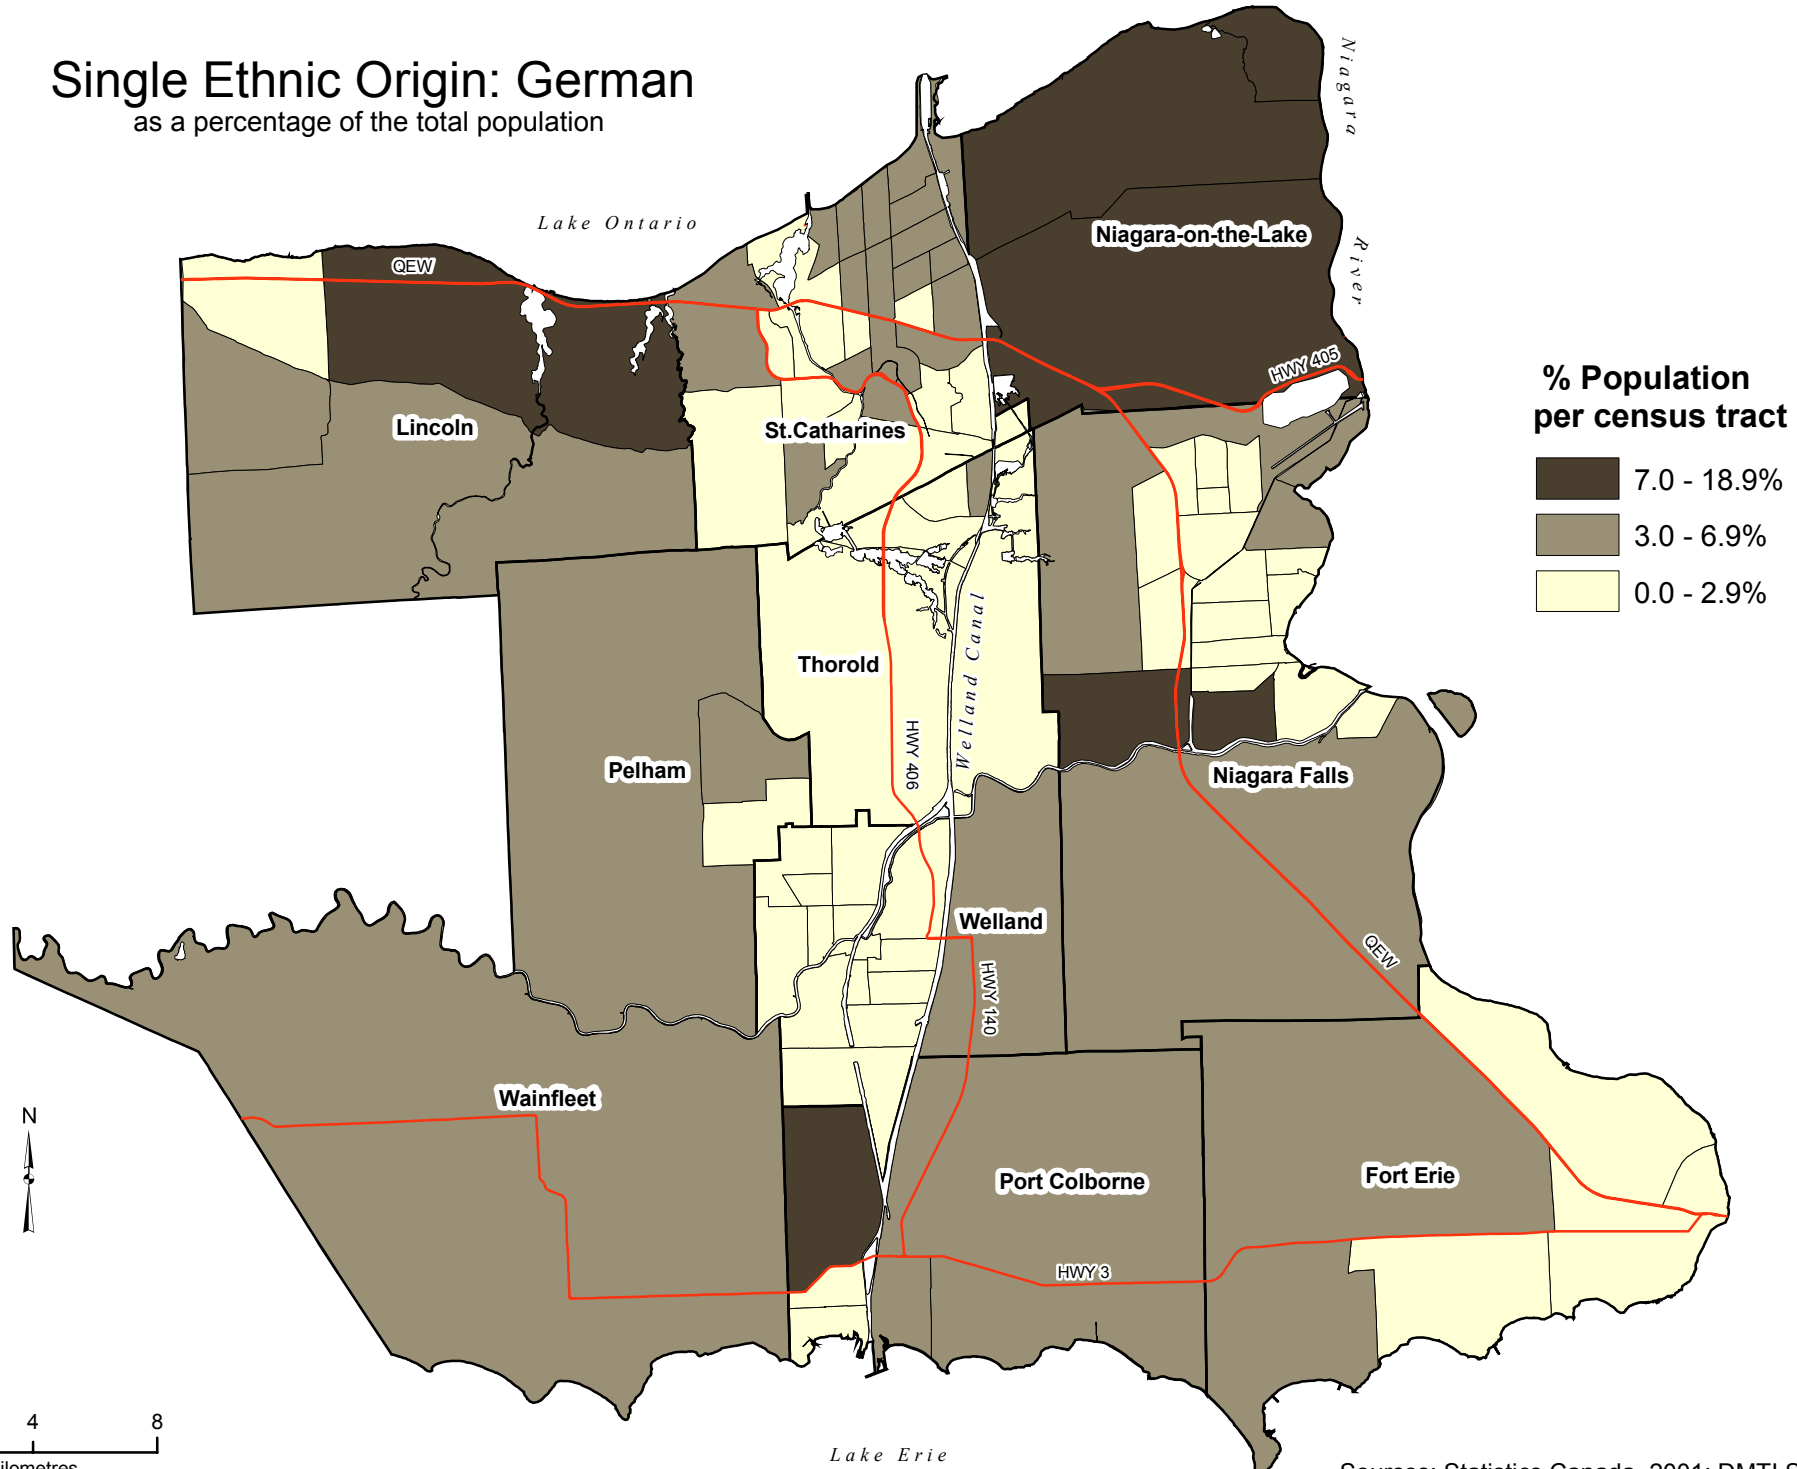 Single Ethnic Origin: German
as a percentage of the total population
Niagara
River
Lake Ontario
QEW
Niagara-on-the-Lake
HWY 405
% Population
per census tract
7.0 - 18.9%
3.0 - 6.9%
0.0 - 2.9%
Lincoln
St.Catharines
Thorold
Welland Canal
HWY 406
Pelham
Niagara Falls
Welland
QEW
HWY 140
Wainfleet
N
Port Colborne
Fort Erie
HWY 3
4 8
Lake Erie